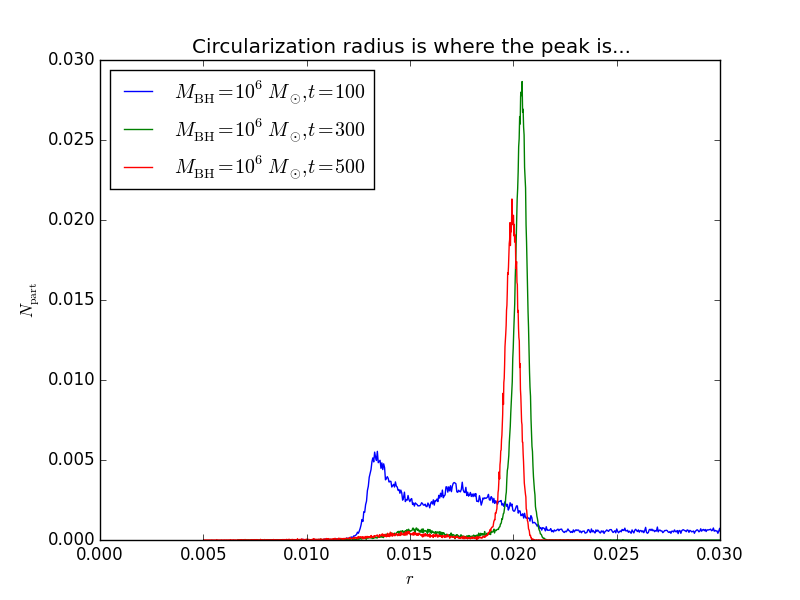 Circularization radius is where the peak is...
M_BH=10^6 M_⊙,t=100
M_BH=10^6 M_⊙,t=300
M_BH=10^6 M_⊙,t=500
0.030
0.025
0.020
0.015
0.010
0.005
0.000
N_part
0.000 0.005 0.010 0.015 0.020 0.025 0.030
r